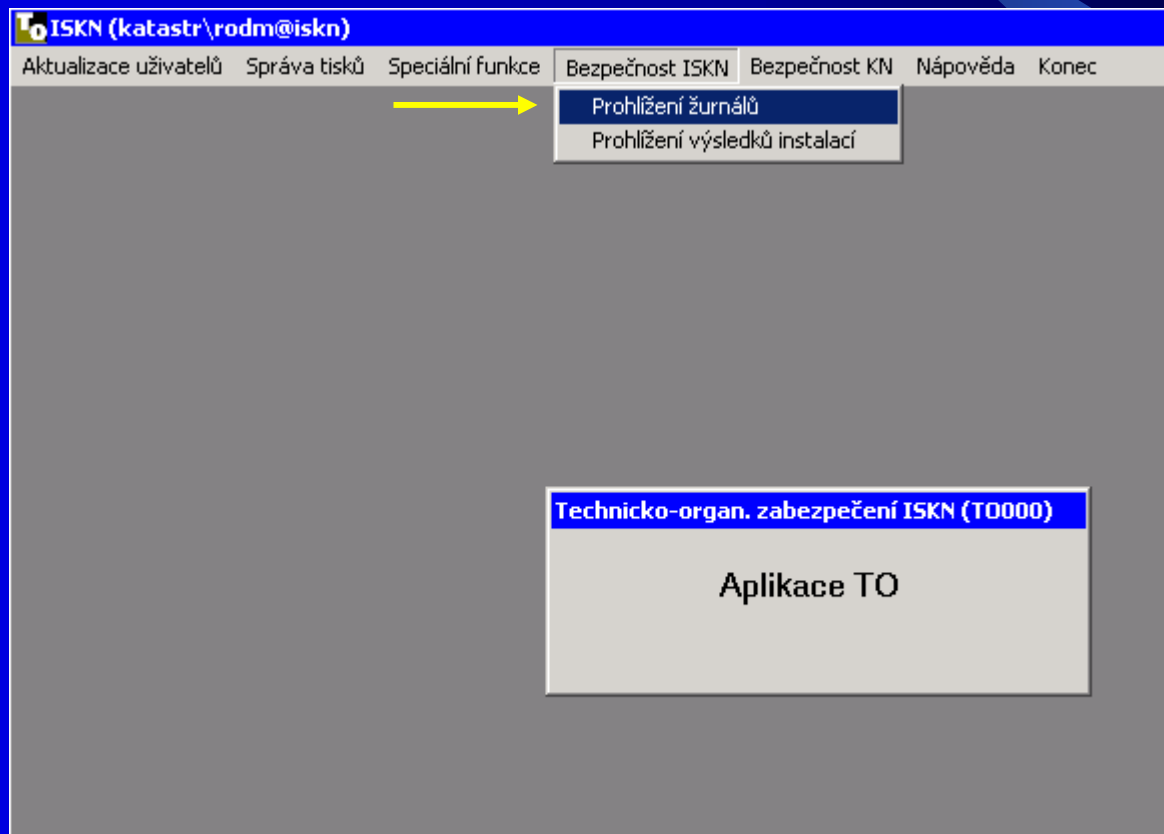 TO ISKN (katastr\rodm@iskn)
Aktualizace uživatelů Správa tisků Speciální funkce Bezpečnost ISKN Bezpečnost KN Nápověda Konec
Prohlížení žurnálů
Prohlížení výsledků instalací
Technicko-organ. zabezpečení ISKN (TO000)
Aplikace TO